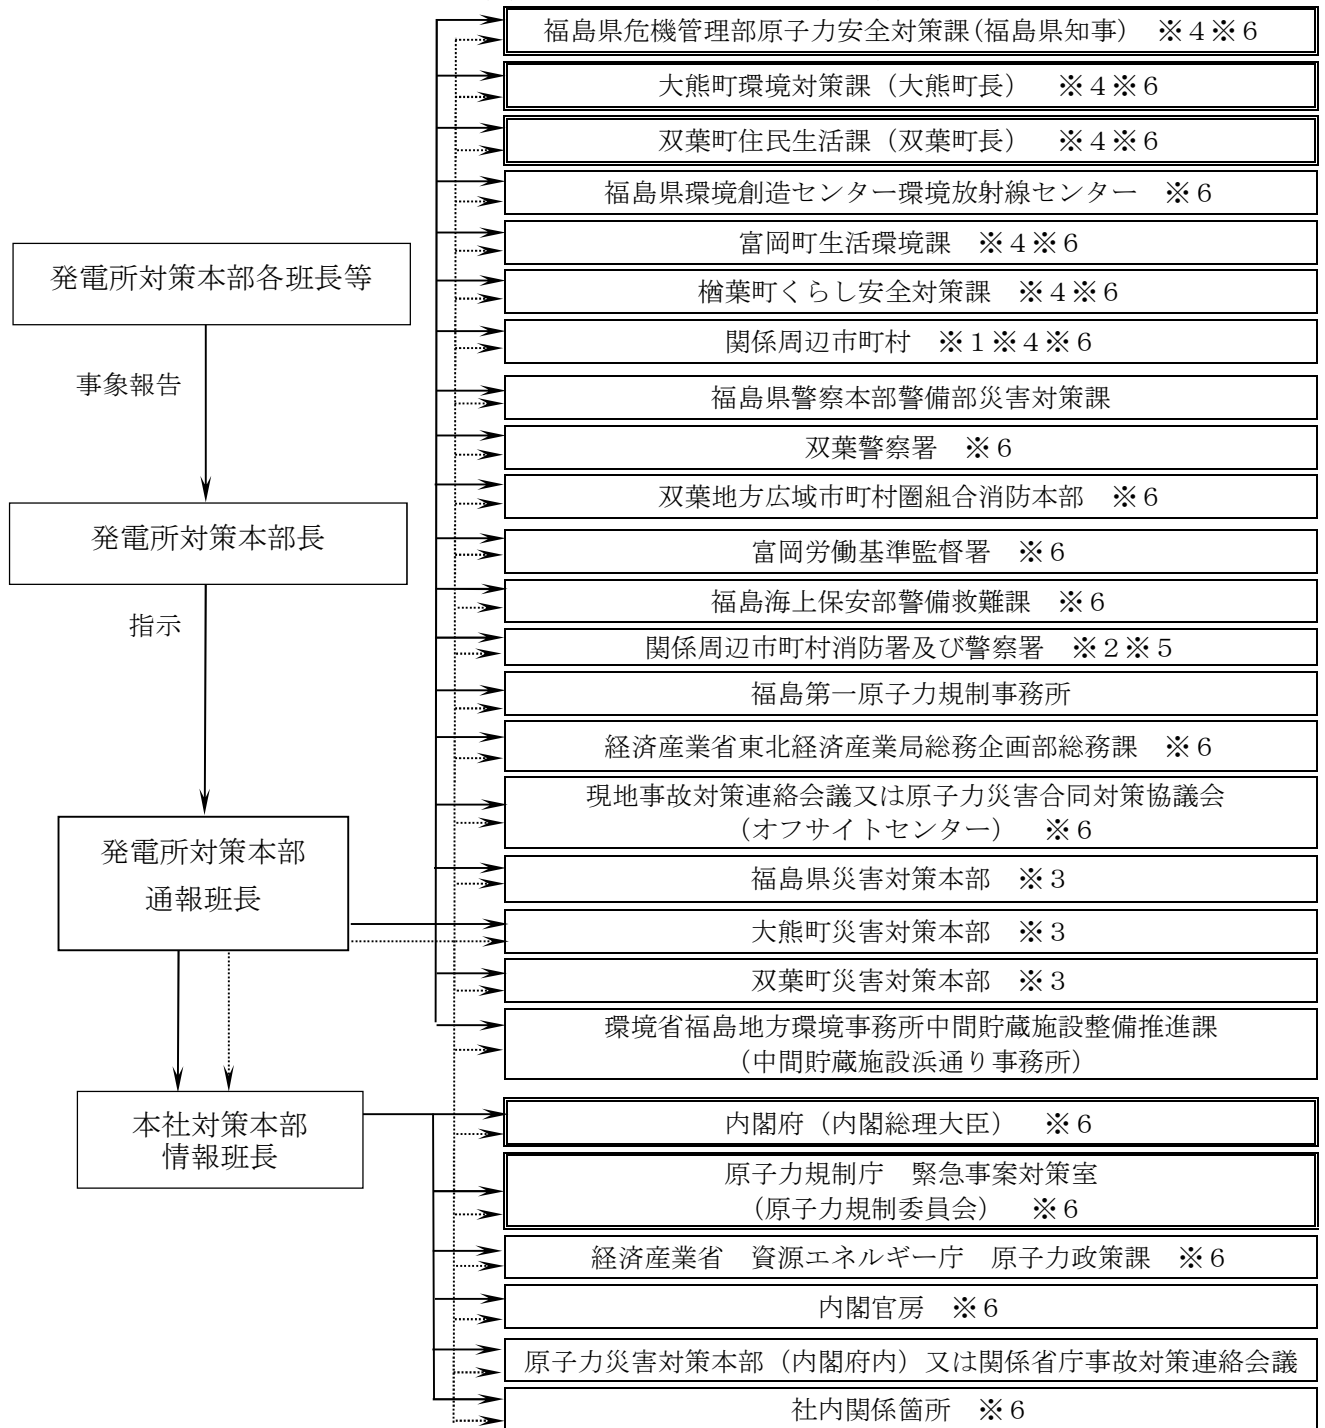 発電所対策本部各班長等
事象報告
発電所対策本部長
指示
発電所対策本部
通報班長
本社対策本部
情報班長
福島県危機管理部原子力安全対策課(福島県知事)　※４※６
大熊町環境対策課（大熊町長）　※４※６
双葉町住民生活課（双葉町長）　※４※６
福島県環境創造センター環境放射線センター　※６
富岡町生活環境課　※４※６
楢葉町くらし安全対策課　※４※６
関係周辺市町村　※１※４※６
福島県警察本部警備部災害対策課
双葉警察署　※６
双葉地方広域市町村圏組合消防本部　※６
富岡労働基準監督署　※６
福島海上保安部警備救難課　※６
関係周辺市町村消防署及び警察署　※２※５
福島第一原子力規制事務所
経済産業省東北経済産業局総務企画部総務課　※６
現地事故対策連絡会議又は原子力災害合同対策協議会
（オフサイトセンター）　※６
福島県災害対策本部　※３
大熊町災害対策本部　※３
双葉町災害対策本部　※３
環境省福島地方環境事務所中間貯蔵施設整備推進課
（中間貯蔵施設浜通り事務所）
内閣府（内閣総理大臣）　※６
原子力規制庁　緊急事案対策室
（原子力規制委員会）　※６
経済産業省　資源エネルギー庁　原子力政策課　※６
内閣官房　※６
原子力災害対策本部（内閣府内）又は関係省庁事故対策連絡会議
社内関係箇所　※６